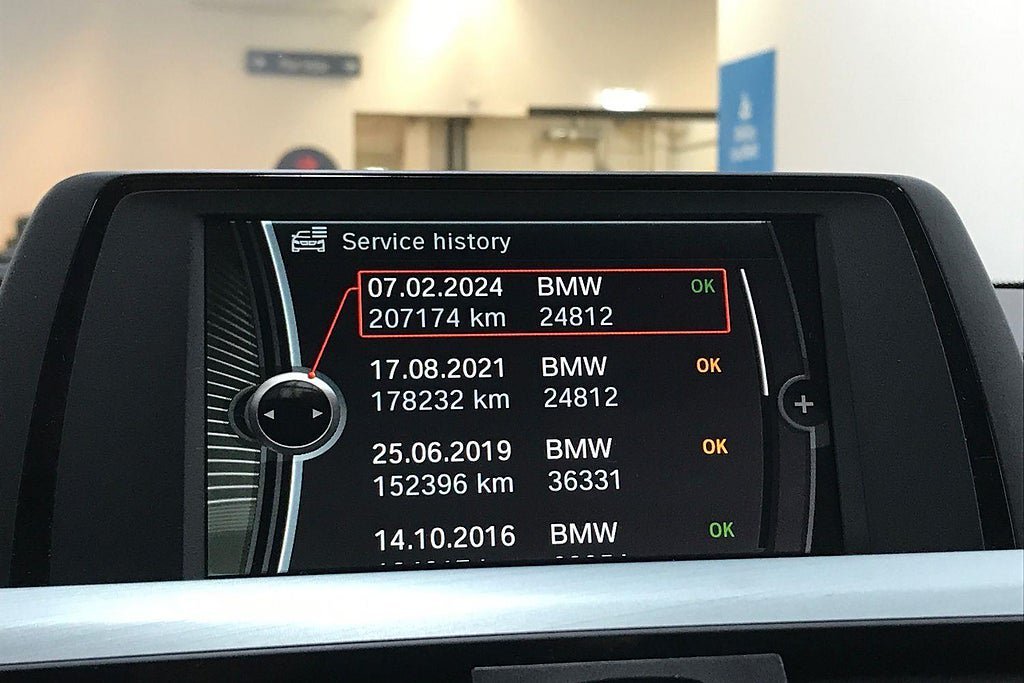 Service history
07.02.2024 BMW OK
207174 km 24812
17.08.2021 BMW OK
178232 km 24812
25.06.2019 BMW OK
152396 km 36331
14.10.2016 BMW OK
+